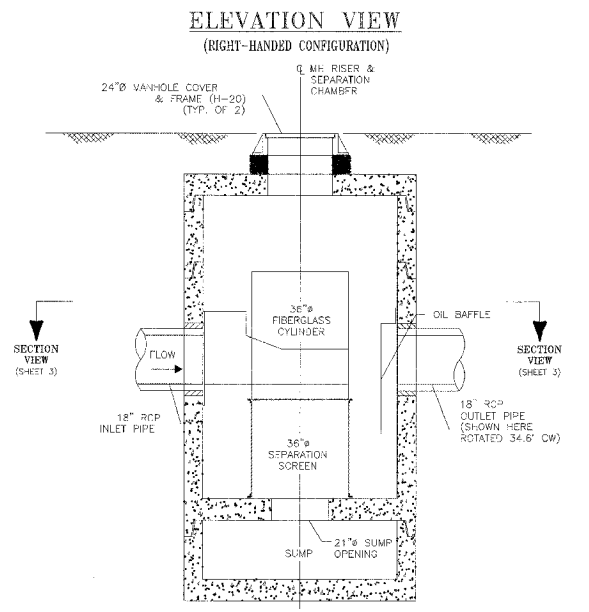 ELEVATION VIEW
(RIGHT-HANDED CONFIGURATION)
℄ MH RISER &
SEPARATION
CHAMBER
24"Ø VANHOLE COVER
& FRAME (H-20)
(TYP. OF 2)
36"Ø
FIBERGLASS
CYLINDER
OIL BAFFLE
SECTION
VIEW
(SHEET 3)
FLOW
SECTION
VIEW
(SHEET 3)
18" RCP
INLET PIPE
18" RCP
OUTLET PIPE
(SHOWN HERE
ROTATED 34.6° CW)
36"Ø
SEPARATION
SCREEN
SUMP
21"Ø SUMP
OPENING